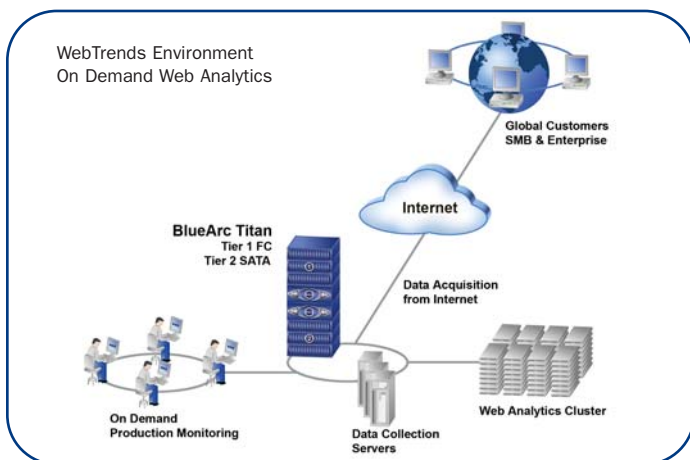 WebTrends Environment
On Demand Web Analytics
Global Customers
SMB & Enterprise
Internet
BlueArc Titan
Tier 1 FC
Tier 2 SATA
Data Acquisition
from Internet
On Demand
Production Monitoring
Data Collection
Servers
Web Analytics Cluster